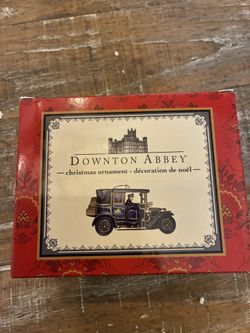 DOWNTON ABBEY
christmas ornament - décoration de noël